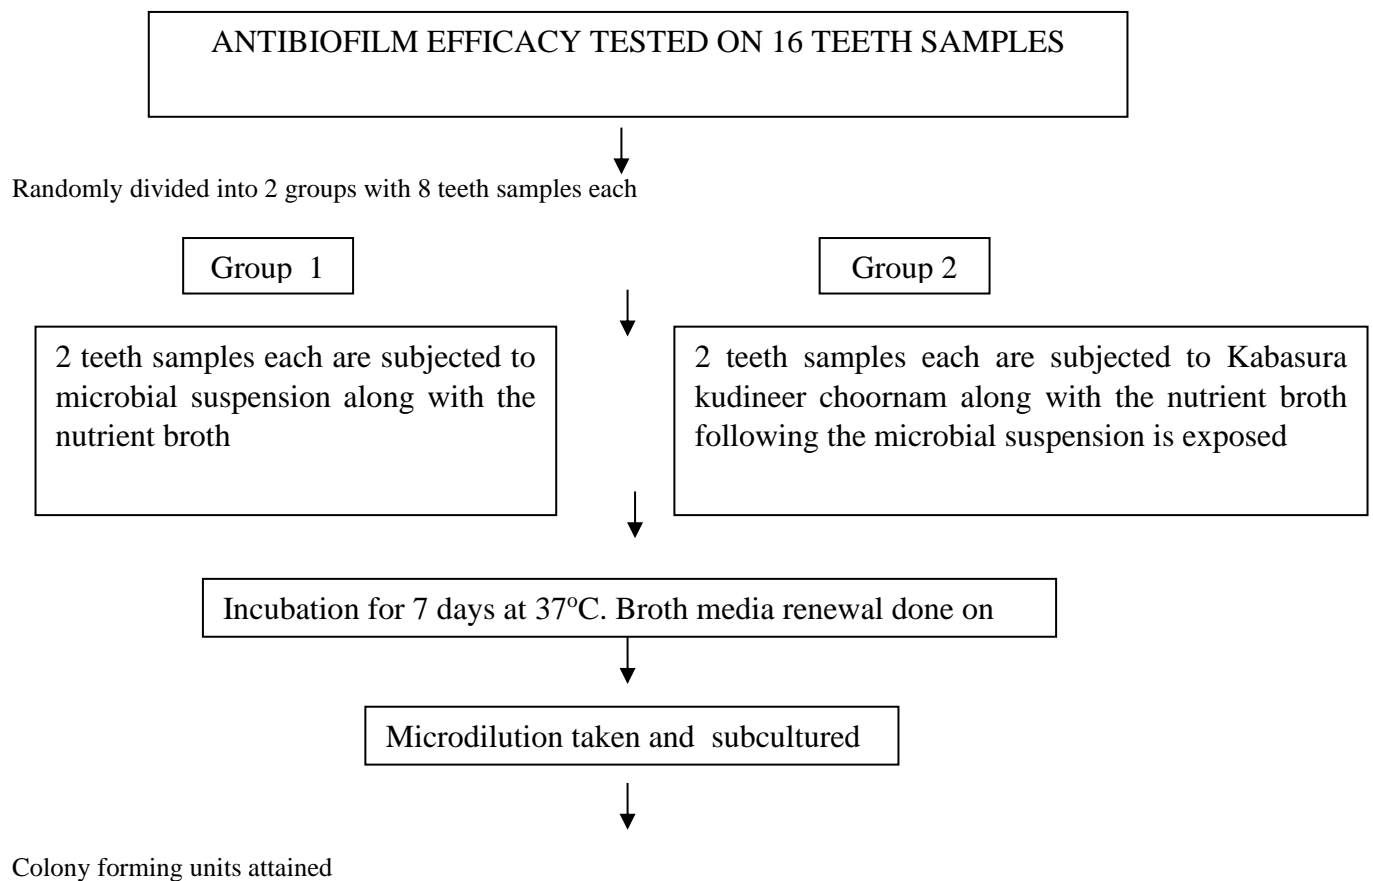 ANTIBIOFILM EFFICACY TESTED ON 16 TEETH SAMPLES
Randomly divided into 2 groups with 8 teeth samples each
Group 1
Group 2
2 teeth samples each are subjected to
microbial suspension along with the
nutrient broth
2 teeth samples each are subjected to Kabasura
kudineer choornam along with the nutrient broth
following the microbial suspension is exposed
Incubation for 7 days at 37°C. Broth media renewal done on
Microdilution taken and subcultured
Colony forming units attained